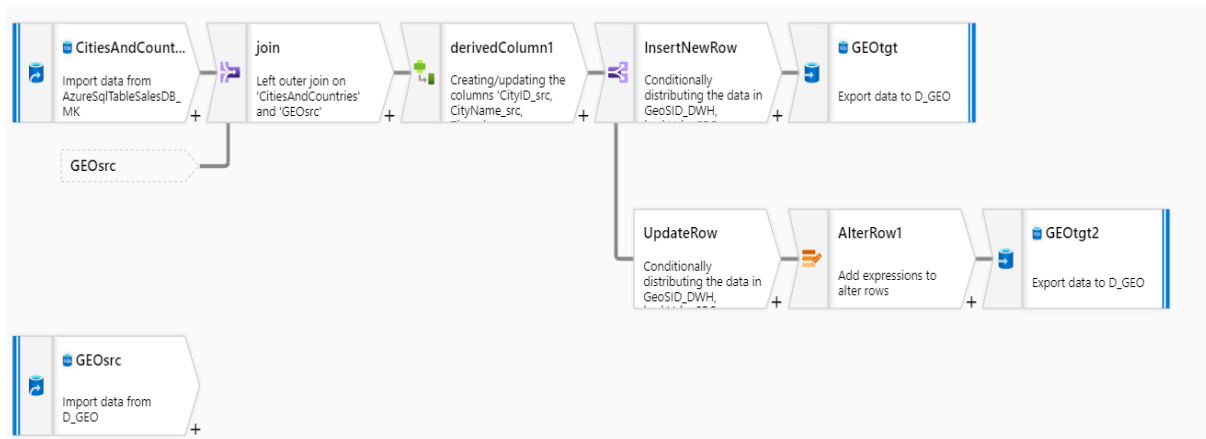 CitiesAndCount...
Import data from
AzureSqlTableSalesDB_
MK
+
join
Left outer join on
'CitiesAndCountries'
and 'GEOsrc'
+
derivedColumn1
Creating/updating the
columns 'CityID_src,
CityName_src,
+
InsertNewRow
Conditionally
distributing the data in
GeoSID_DWH,
+
GEOtgt
Export data to D_GEO
GEOsrc
UpdateRow
Conditionally
distributing the data in
GeoSID_DWH,
+
AlterRow1
Add expressions to
alter rows
+
GEOtgt2
Export data to D_GEO
GEOsrc
Import data from
D_GEO
+